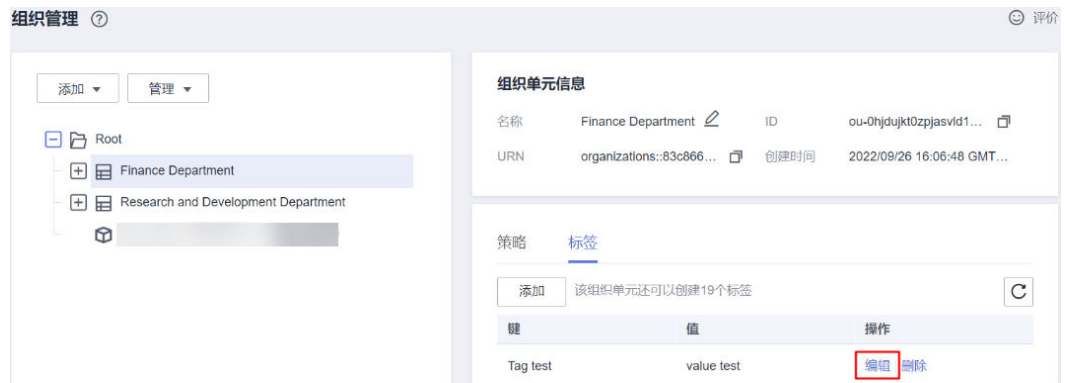 组织管理 ? 评价
添加 管理
Root
Finance Department
Research and Development Department
组织单元信息
名称 Finance Department ID ou-0hjdujkt0zpjasvld1...
URN organizations::83c866... 创建时间 2022/09/26 16:06:48 GMT...
策略 标签
添加 该组织单元还可以创建19个标签
键 值 操作
Tag test value test 编辑 删除